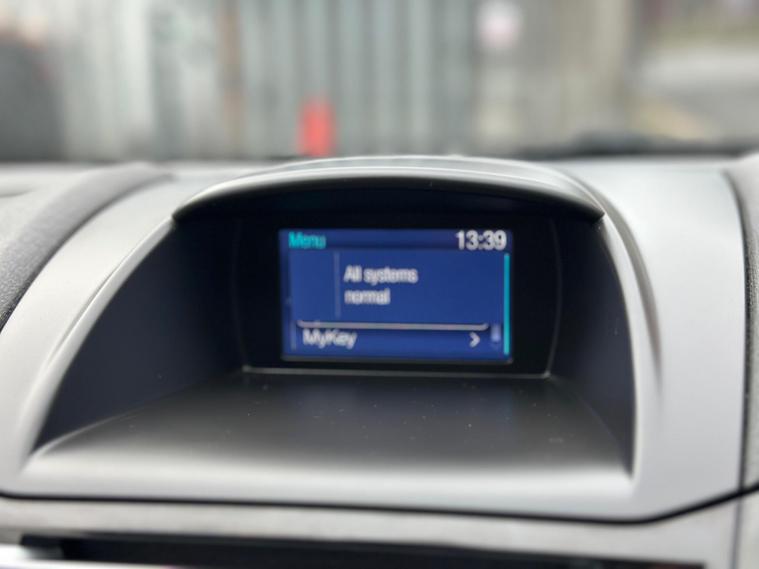 Menu 13:39
All systems
normal
MyKey >